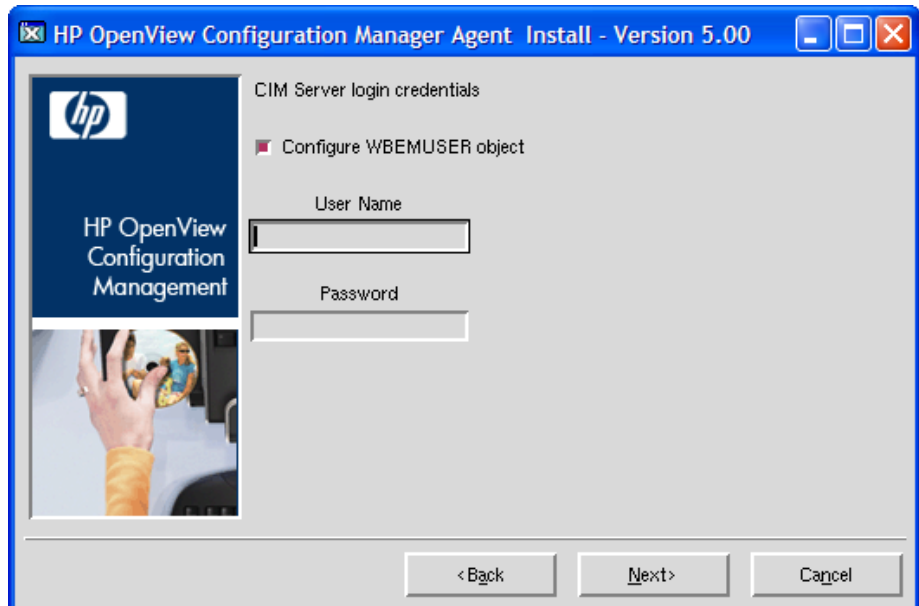 HP OpenView Configuration Manager Agent Install - Version 5.00
hp
HP OpenView
Configuration
Management
CIM Server login credentials
Configure WBEMUSER object
User Name
Password
<Back
Next>
Cancel